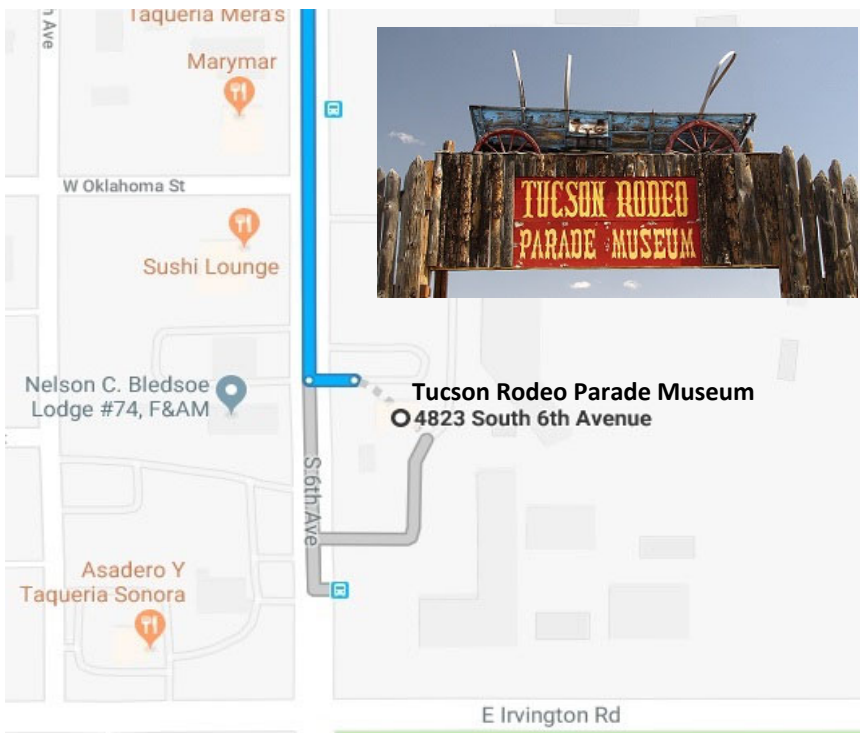 Taqueria Mera's
Ave
Marymar
W Oklahoma St
TUCSON RODEO
PARADE MUSEUM
Sushi Lounge
Nelson C. Bledsoe
Lodge #74, F&AM
Tucson Rodeo Parade Museum
4823 South 6th Avenue
S 6th Ave
Asadero Y
Taqueria Sonora
E Irvington Rd